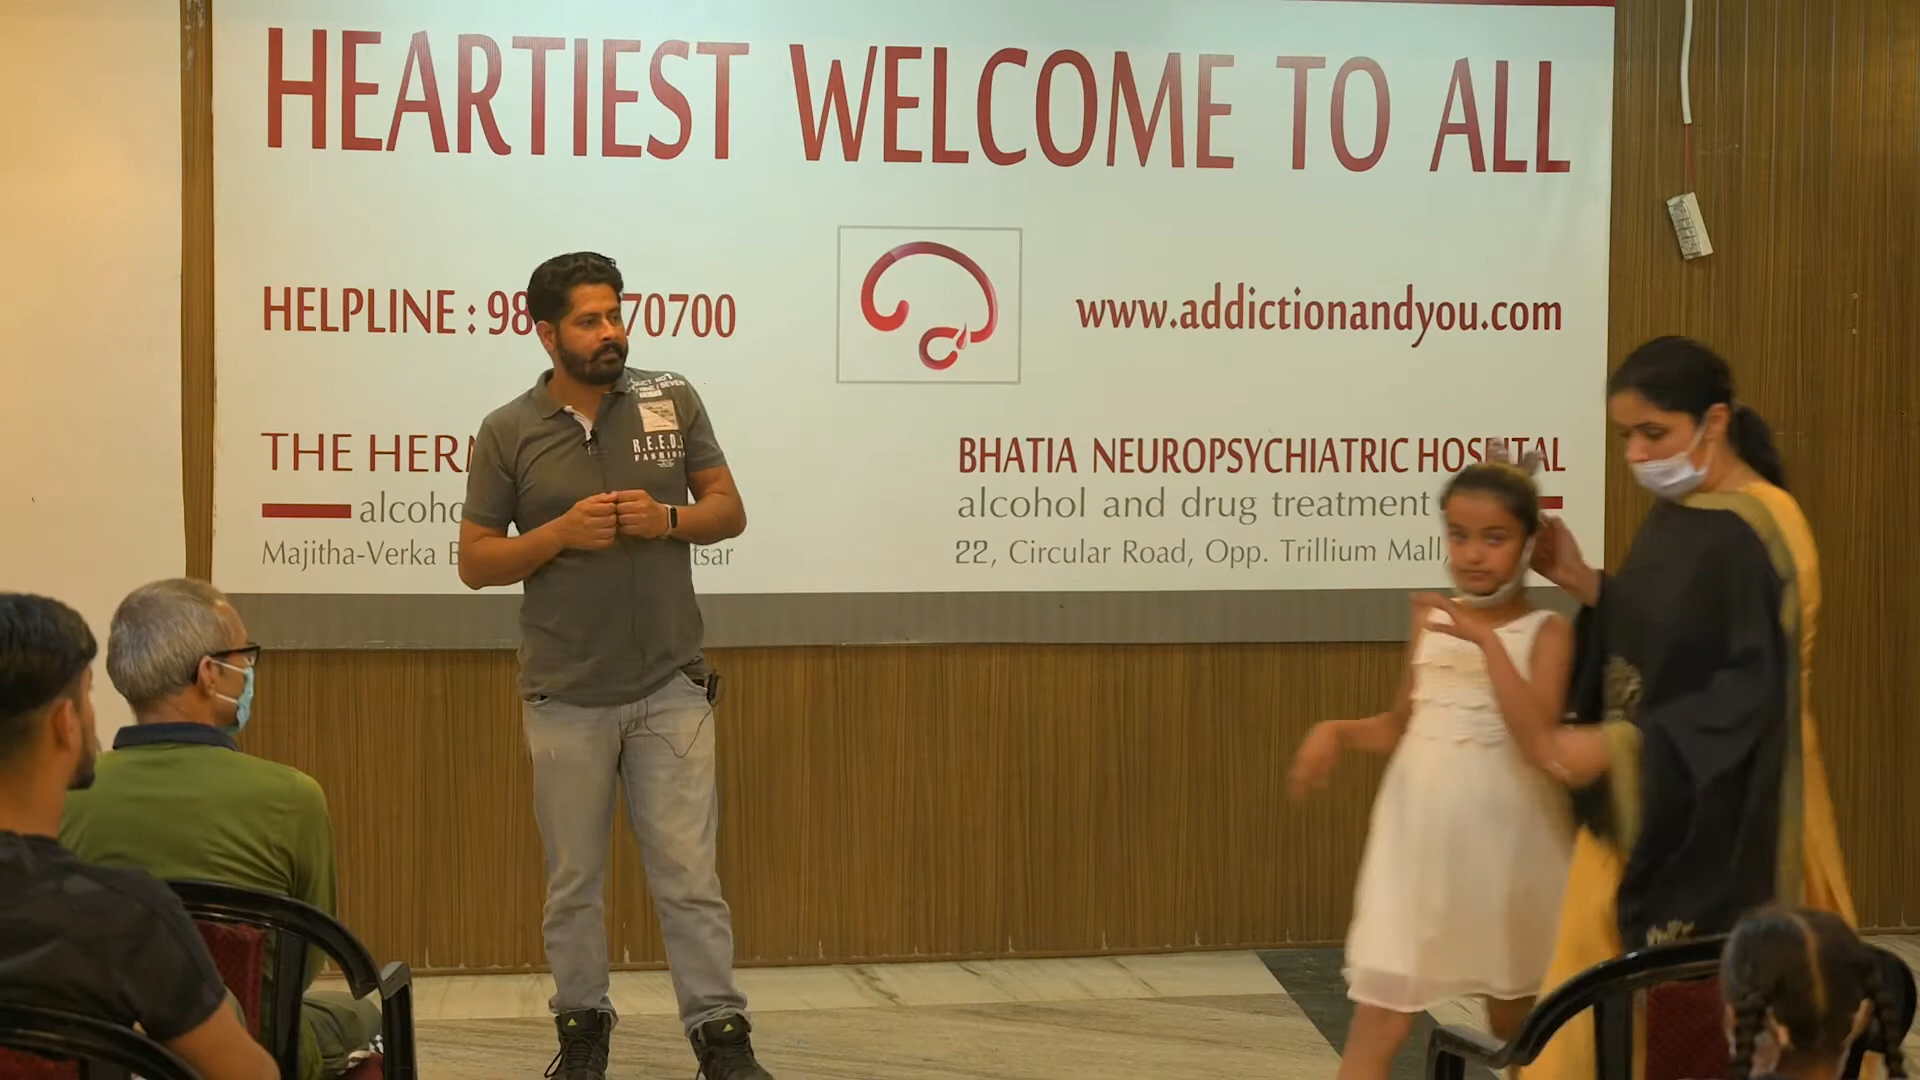 HEARTIEST WELCOME TO ALL
HELPLINE : 98 70700
www.addictionandyou.com
THE HERM
alcoho
Majitha-Verka B tsar
BHATIA NEUROPSYCHIATRIC HOSPITAL
alcohol and drug treatment
22, Circular Road, Opp. Trillium Mall,
R.E.E.D.
FASHION